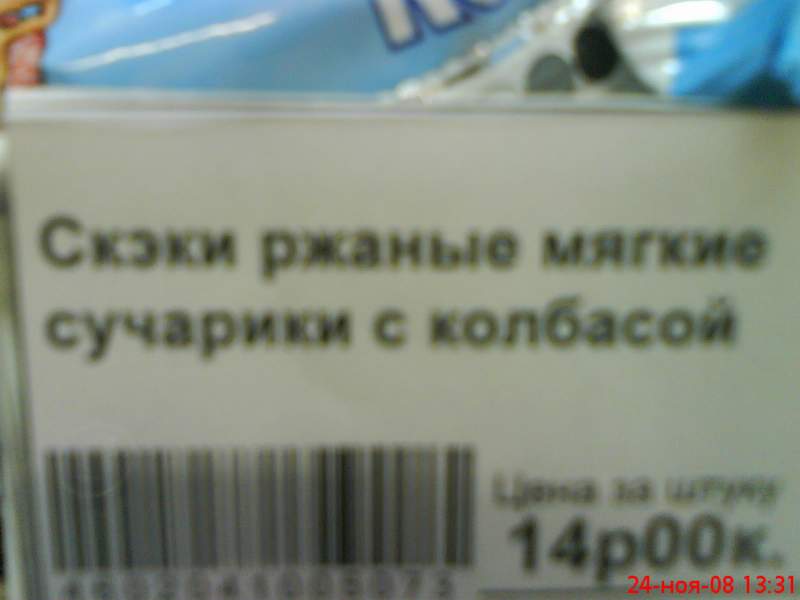 Скэки ржаные мягкие
сучарики с колбасой
Цена за штуку
14р00к.
24-ноя-08 13:31